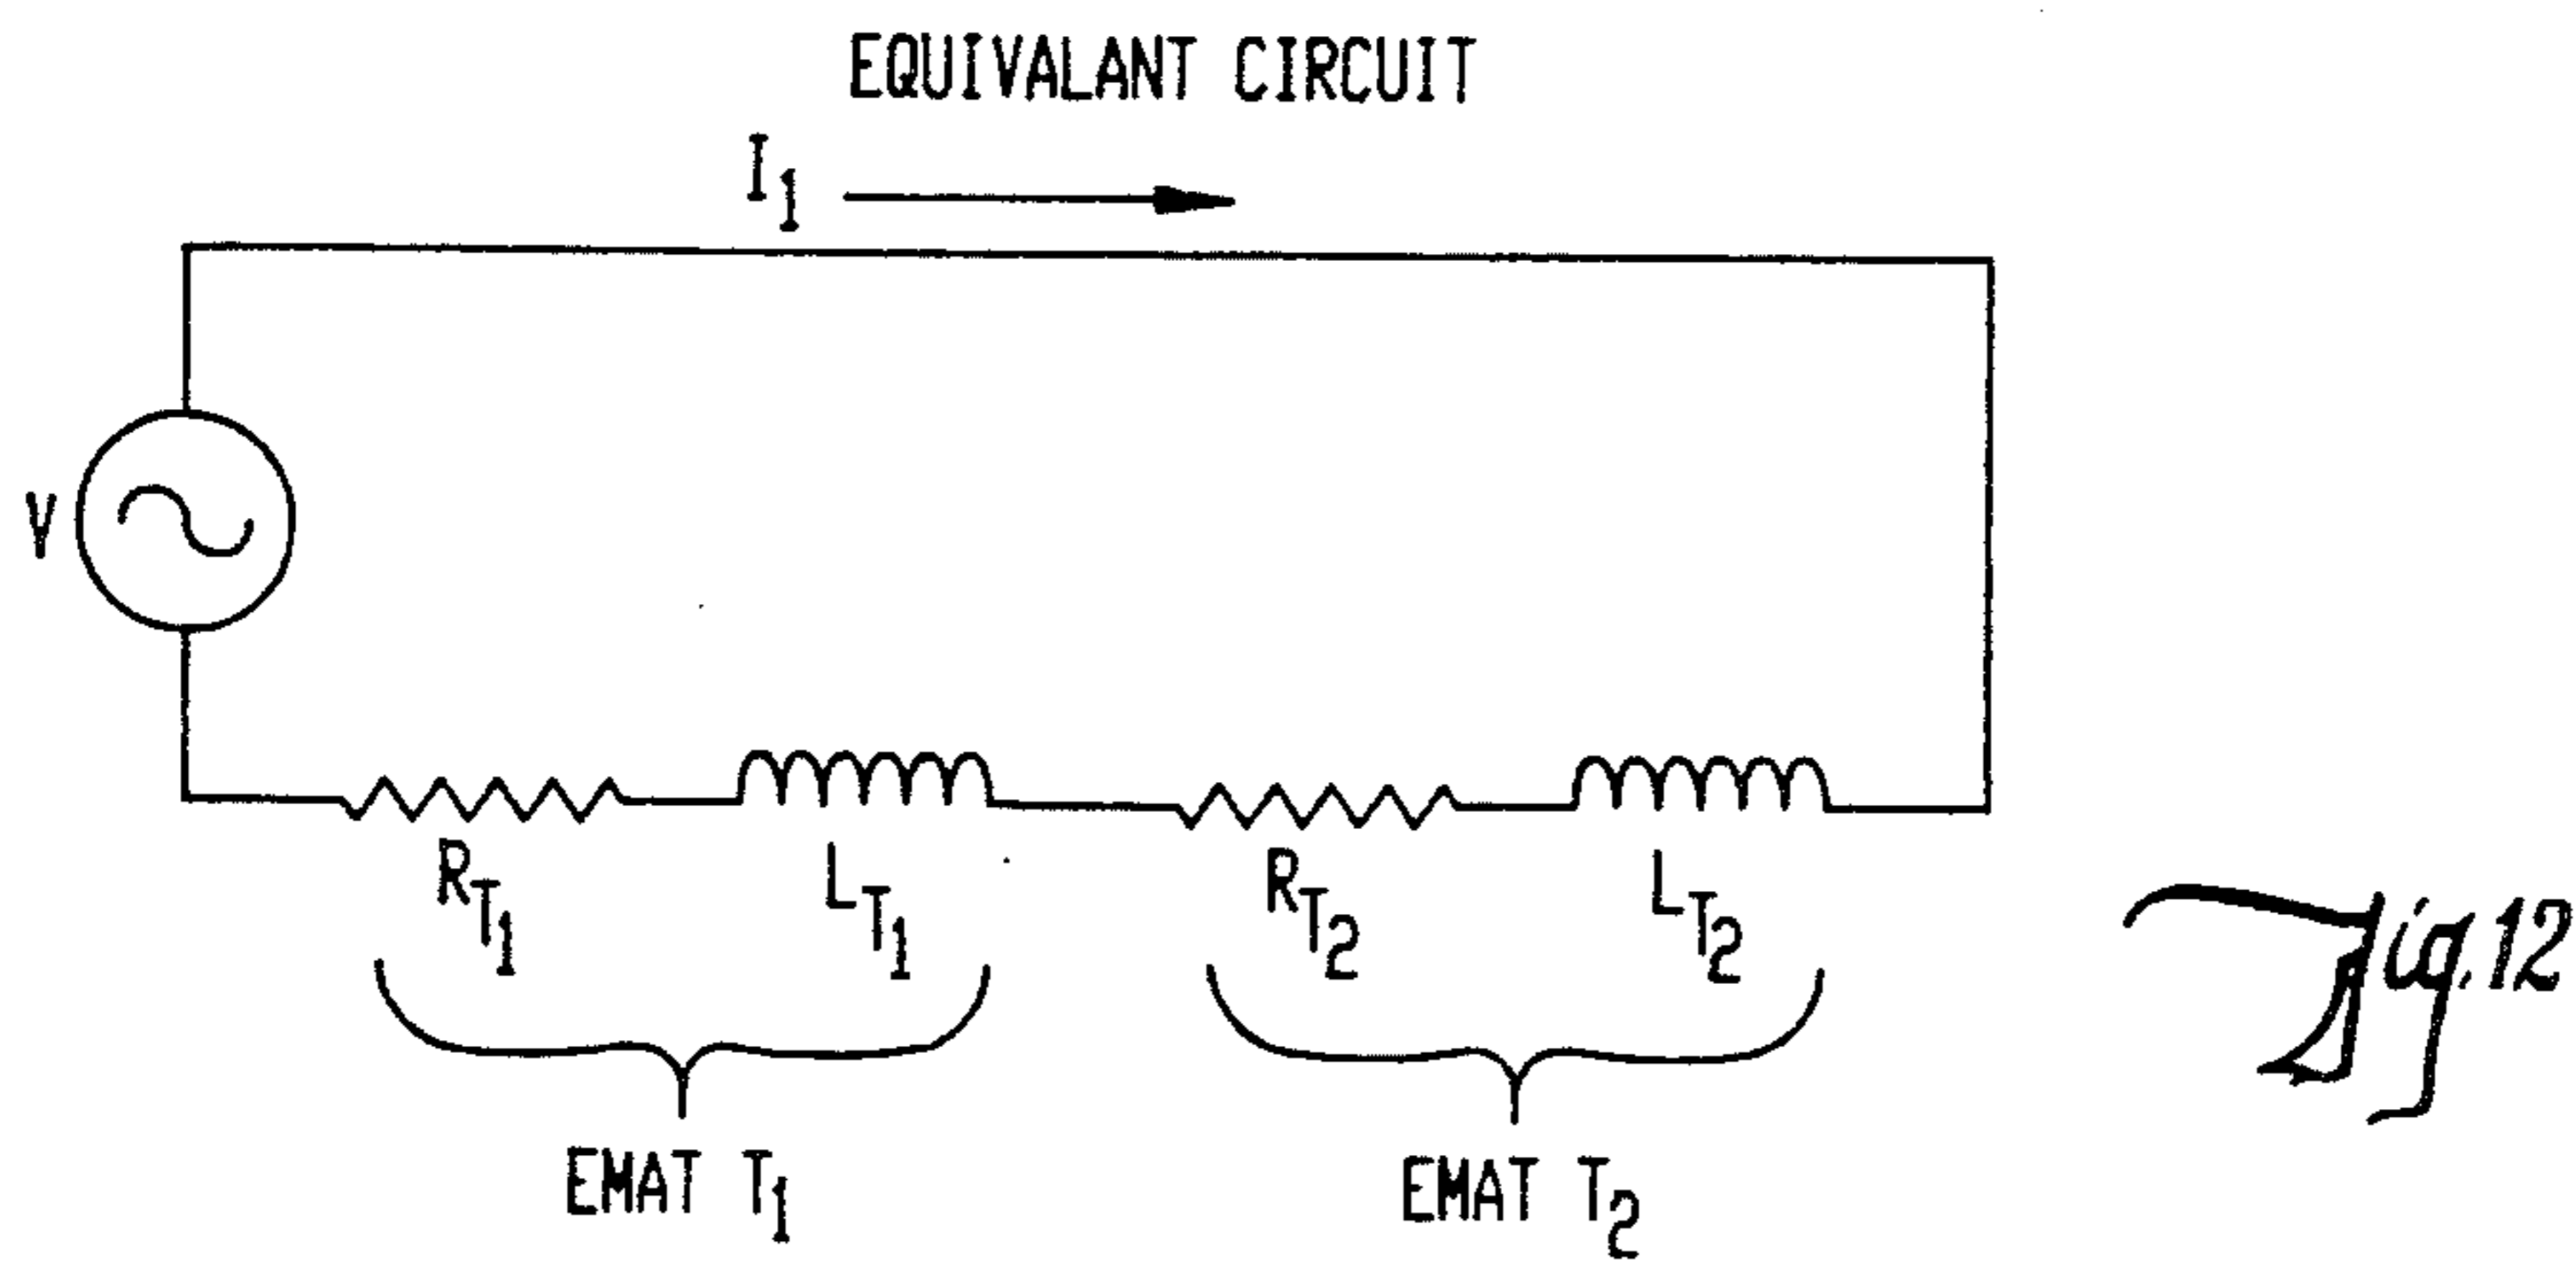 EQUIVALANT CIRCUIT
I1
V
RT1 LT1 RT2 LT2
EMAT T1 EMAT T2
Fig. 12